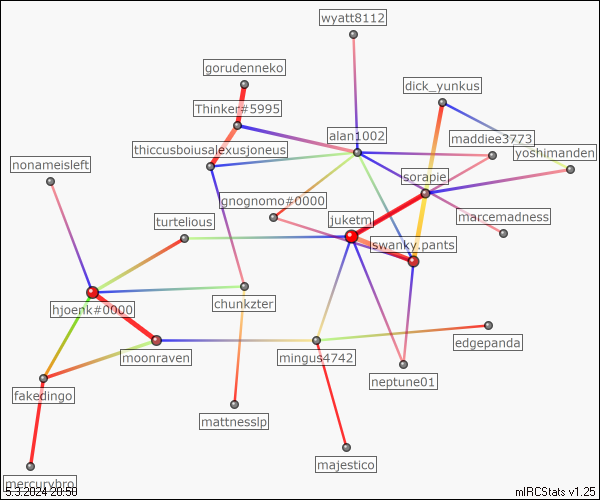 wyatt8112
gorudenneko
dick_yunkus
Thinker#5995
alan1002
maddiee3773
thiccusboiusalexusjoneus
yoshimanden
nonameisleft
sorapie
gnognomo#0000
turtelious
juketm
marcemadness
swanky.pants
hjoenk#0000
chunkzter
moonraven
mingus4742
edgepanda
neptune01
fakedingo
mattnesslp
majestico
mercurybro
5.3.2024 20:50
mIRCStats v1.25